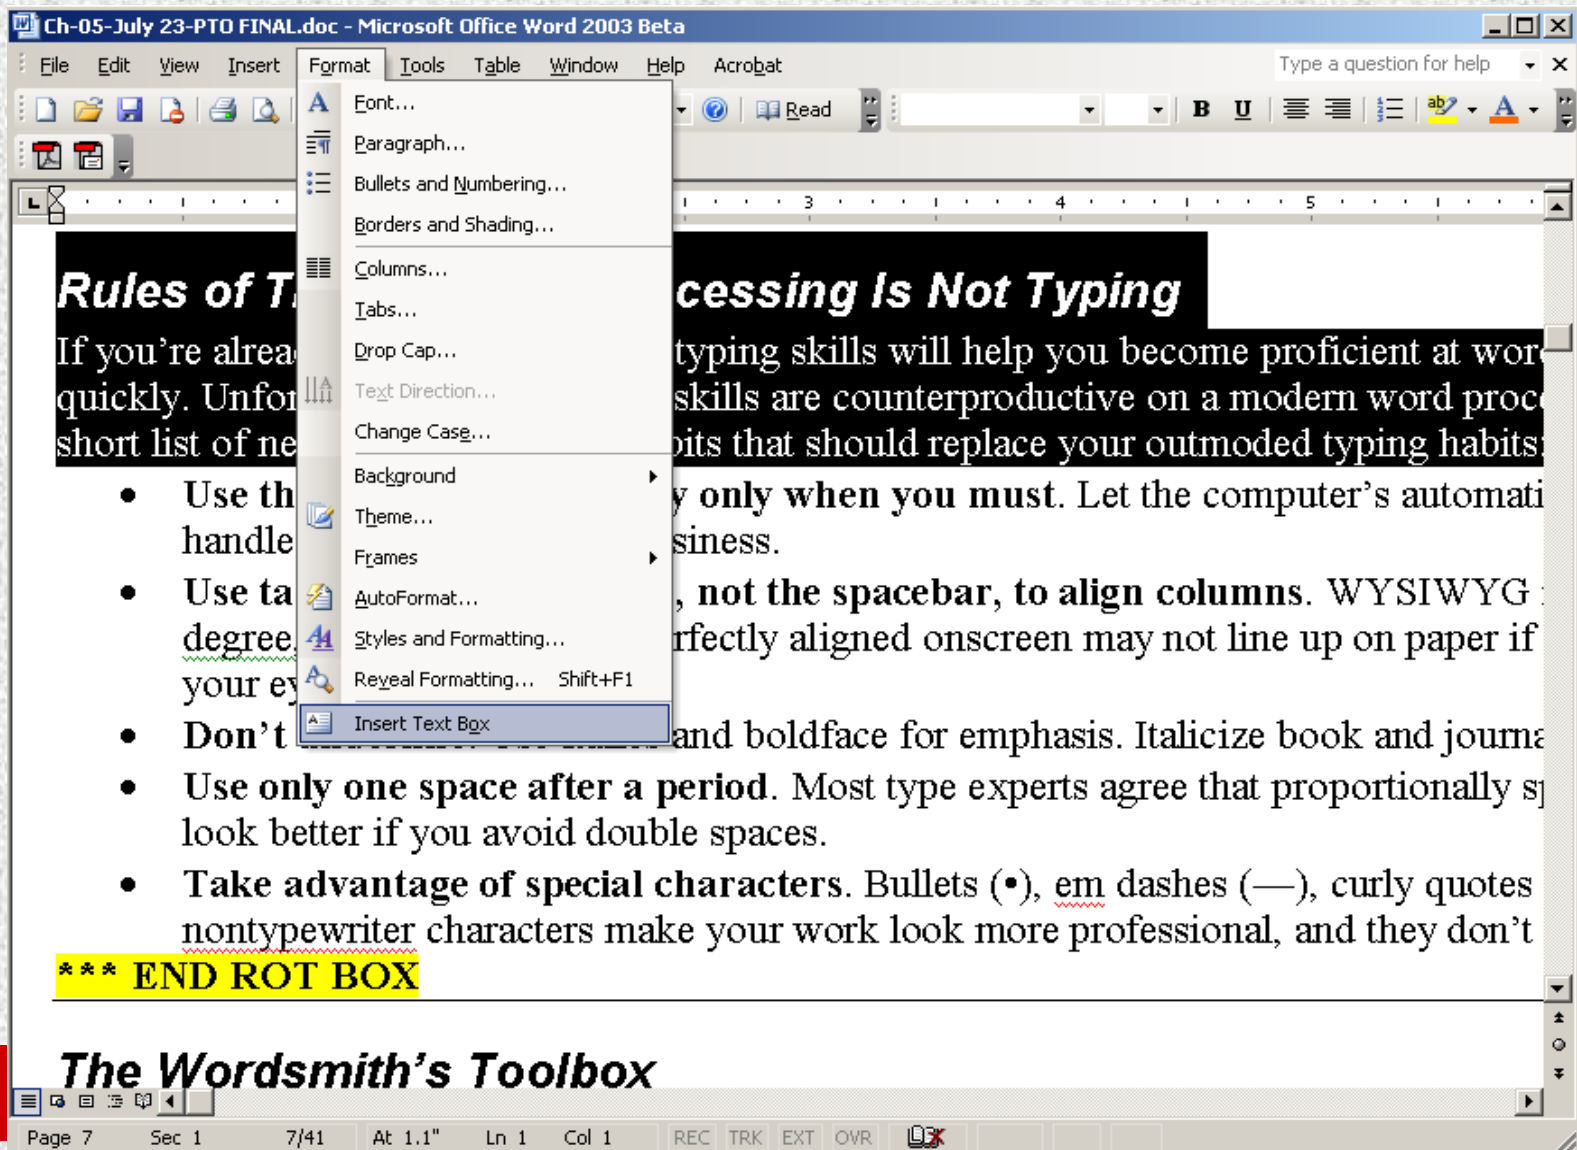 Ch-05-July 23-PTO FINAL.doc - Microsoft Office Word 2003 Beta
File Edit View Insert Format Tools Table Window Help Acrobat Type a question for help
Read B U
Font...
Paragraph...
Bullets and Numbering...
Borders and Shading...
Columns...
Tabs...
Drop Cap...
Text Direction...
Change Case...
Background
Theme...
Frames
AutoFormat...
Styles and Formatting...
Reveal Formatting... Shift+F1
Insert Text Box
3 4 5
Rules of T cessing Is Not Typing
If you're alrea typing skills will help you become proficient at wor
quickly. Unfor skills are counterproductive on a modern word proc
short list of ne bits that should replace your outmoded typing habits:
• Use th y only when you must. Let the computer's automati
handle siness.
• Use ta , not the spacebar, to align columns. WYSIWYG
degree, rfectly aligned onscreen may not line up on paper if
your ey
• Don't and boldface for emphasis. Italicize book and journa
• Use only one space after a period. Most type experts agree that proportionally sp
look better if you avoid double spaces.
• Take advantage of special characters. Bullets (•), em dashes (—), curly quotes
nontypewriter characters make your work look more professional, and they don't
*** END ROT BOX
The Wordsmith's Toolbox
Page 7 Sec 1 7/41 At 1.1" Ln 1 Col 1 REC TRK EXT OVR